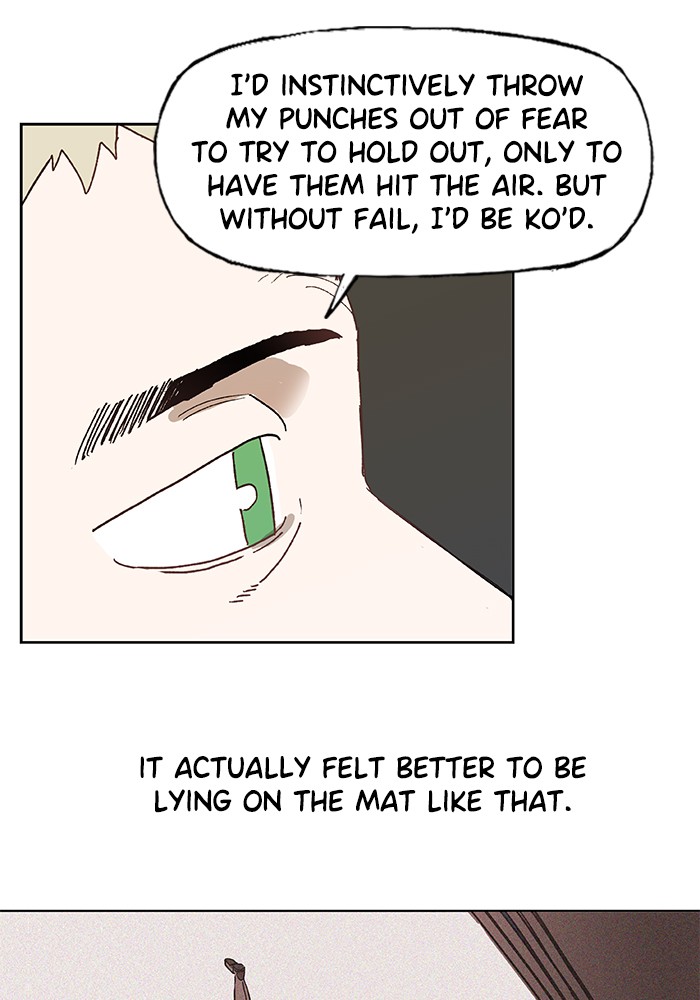 I'D INSTINCTIVELY THROW
MY PUNCHES OUT OF FEAR
TO TRY TO HOLD OUT, ONLY TO
HAVE THEM HIT THE AIR. BUT
WITHOUT FAIL, I'D BE KO'D.
IT ACTUALLY FELT BETTER TO BE
LYING ON THE MAT LIKE THAT.